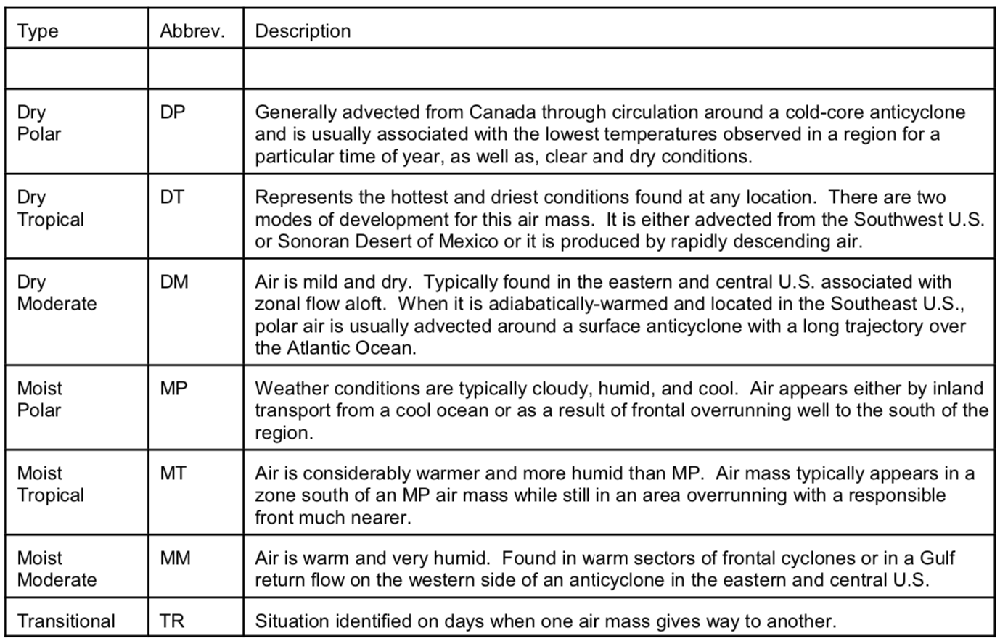 Type Abbrev. Description
Dry Polar DP Generally advected from Canada through circulation around a cold-core anticyclone
and is usually associated with the lowest temperatures observed in a region for a
particular time of year, as well as, clear and dry conditions.
Dry Tropical DT Represents the hottest and driest conditions found at any location. There are two
modes of development for this air mass. It is either advected from the Southwest U.S.
or Sonoran Desert of Mexico or it is produced by rapidly descending air.
Dry Moderate DM Air is mild and dry. Typically found in the eastern and central U.S. associated with
zonal flow aloft. When it is adiabatically-warmed and located in the Southeast U.S.,
polar air is usually advected around a surface anticyclone with a long trajectory over
the Atlantic Ocean.
Moist Polar MP Weather conditions are typically cloudy, humid, and cool. Air appears either by inland
transport from a cool ocean or as a result of frontal overrunning well to the south of the
region.
Moist Tropical MT Air is considerably warmer and more humid than MP. Air mass typically appears in a
zone south of an MP air mass while still in an area overrunning with a responsible
front much nearer.
Moist Moderate MM Air is warm and very humid. Found in warm sectors of frontal cyclones or in a Gulf
return flow on the western side of an anticyclone in the eastern and central U.S.
Transitional TR Situation identified on days when one air mass gives way to another.